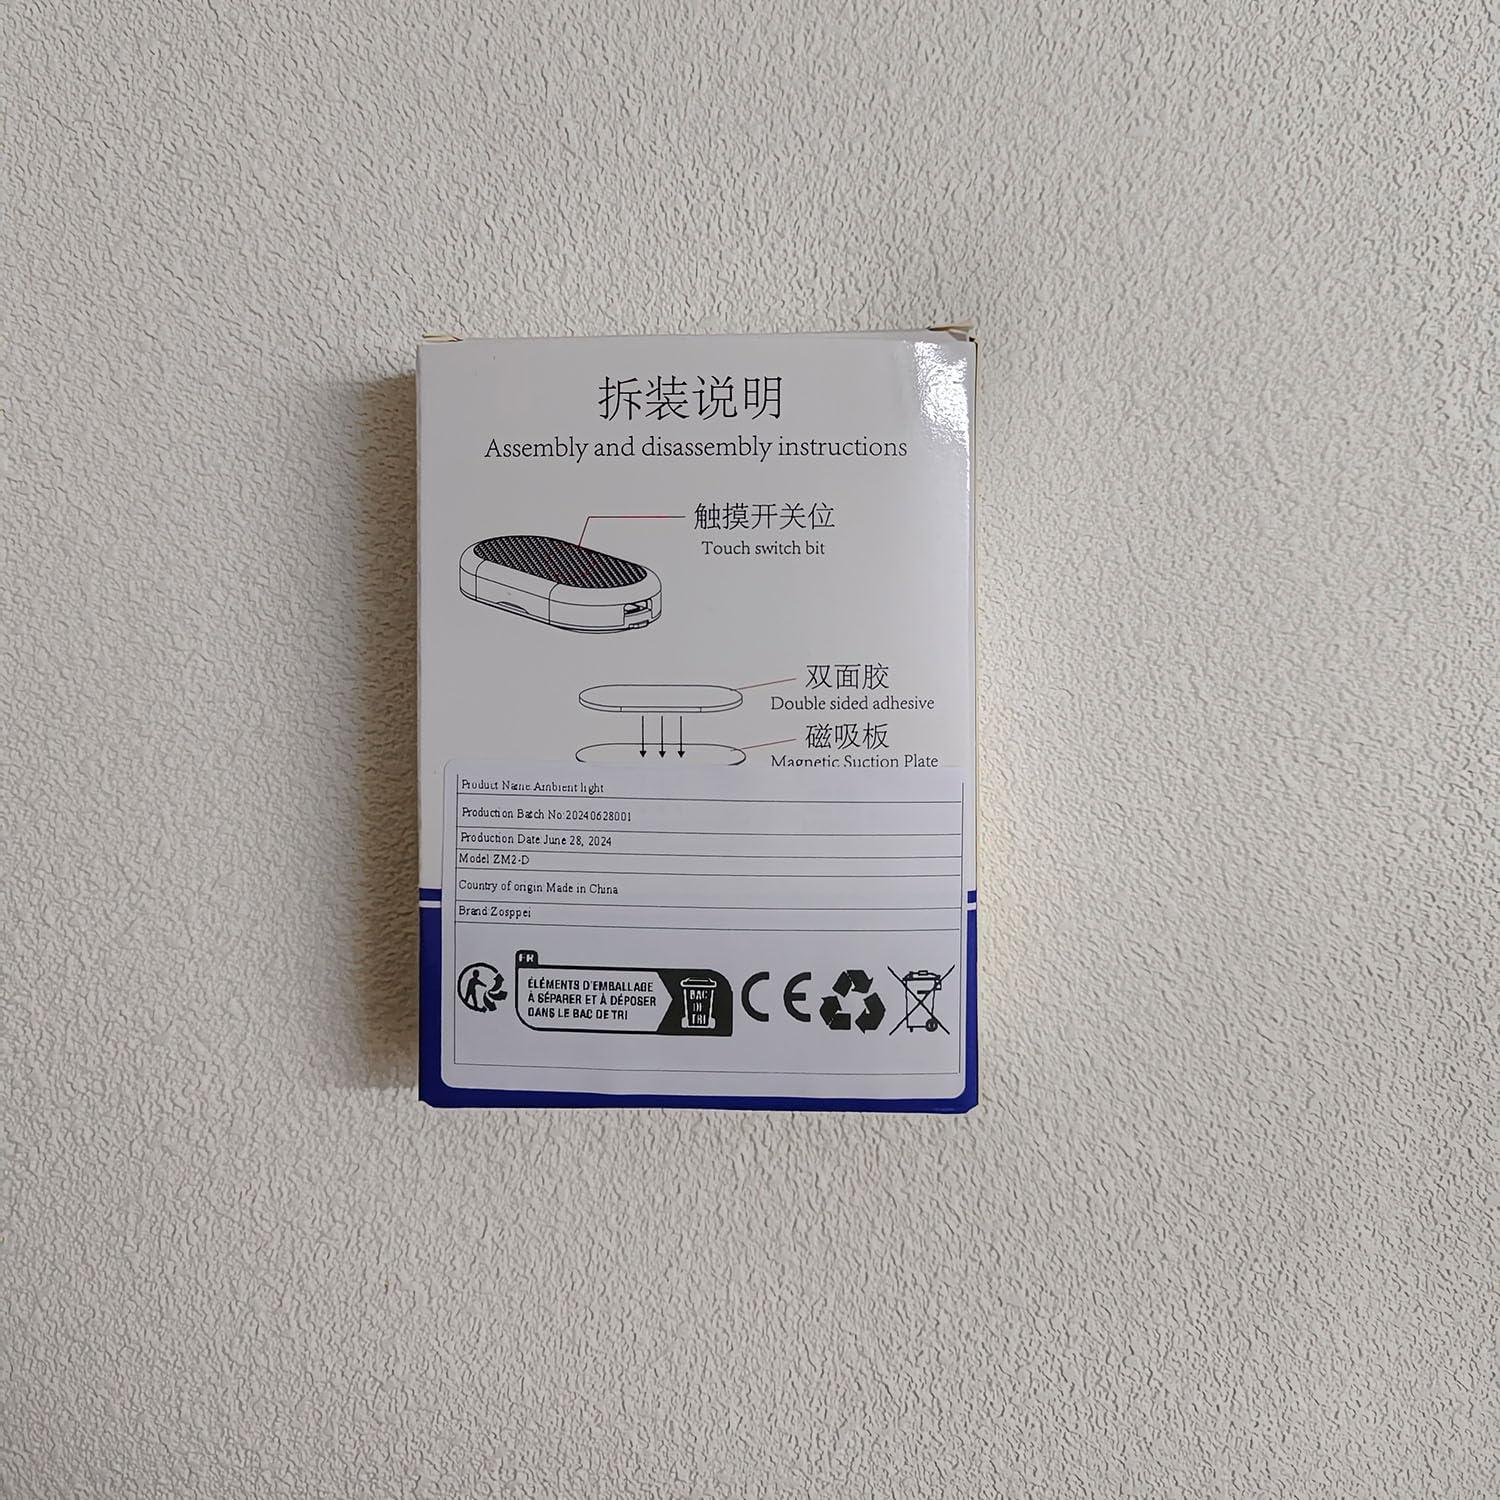 拆装说明
Assembly and disassembly instructions
触摸开关位
Touch switch bit
双面胶
Double sided adhesive
磁吸板
Magnetic Suction Plate
Product Name:Ambient light
Production Batch No:20240628001
Production Date:June 28, 2024
Model ZM2-D
Country of origin Made in China
Brand Zosppei
FR
ÉLÉMENTS D'EMBALLAGE
À SÉPARER ET À DÉPOSER
DANS LE BAC DE TRI
BAC
DE
TRI
CE